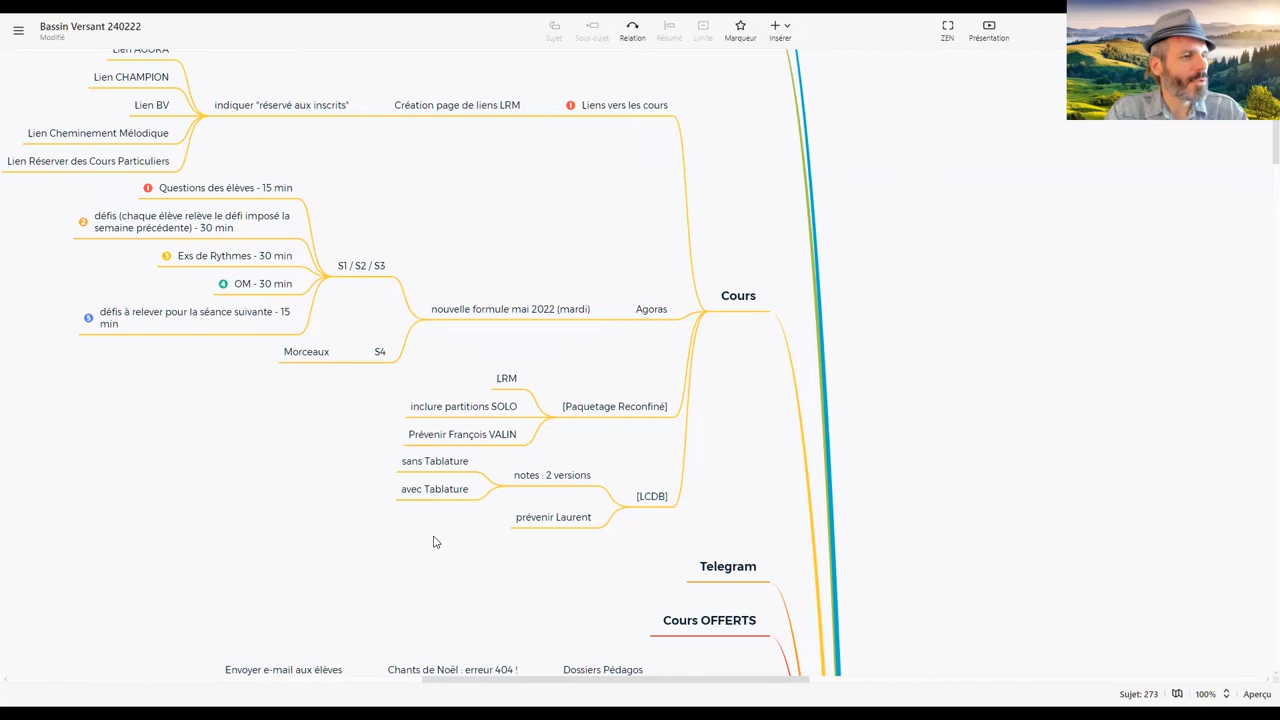 Bassin Versant 240222
Modifié
Sujet
Sous-sujet
Relation
Résumé
Limite
Marqueur
Insérer
ZEN
Présentation
Lien AGORA
Lien CHAMPION
Lien BV
Lien Cheminement Mélodique
Lien Réserver des Cours Particuliers
indiquer "réservé aux inscrits"
Création page de liens LRM
1 Liens vers les cours
1 Questions des élèves - 15 min
2 défis (chaque élève relève le défi imposé la
semaine précédente) - 30 min
3 Exs de Rythmes - 30 min
4 OM - 30 min
5 défis à relever pour la séance suivante - 15
min
S1 / S2 / S3
Morceaux
S4
nouvelle formule mai 2022 (mardi)
Agoras
Cours
LRM
inclure partitions SOLO
Prévenir François VALIN
[Paquetage Reconfiné]
sans Tablature
avec Tablature
notes : 2 versions
prévenir Laurent
[LCDB]
Telegram
Cours OFFERTS
Envoyer e-mail aux élèves
Chants de Noël : erreur 404 !
Dossiers Pédagos
Sujet: 273
100%
Aperçu